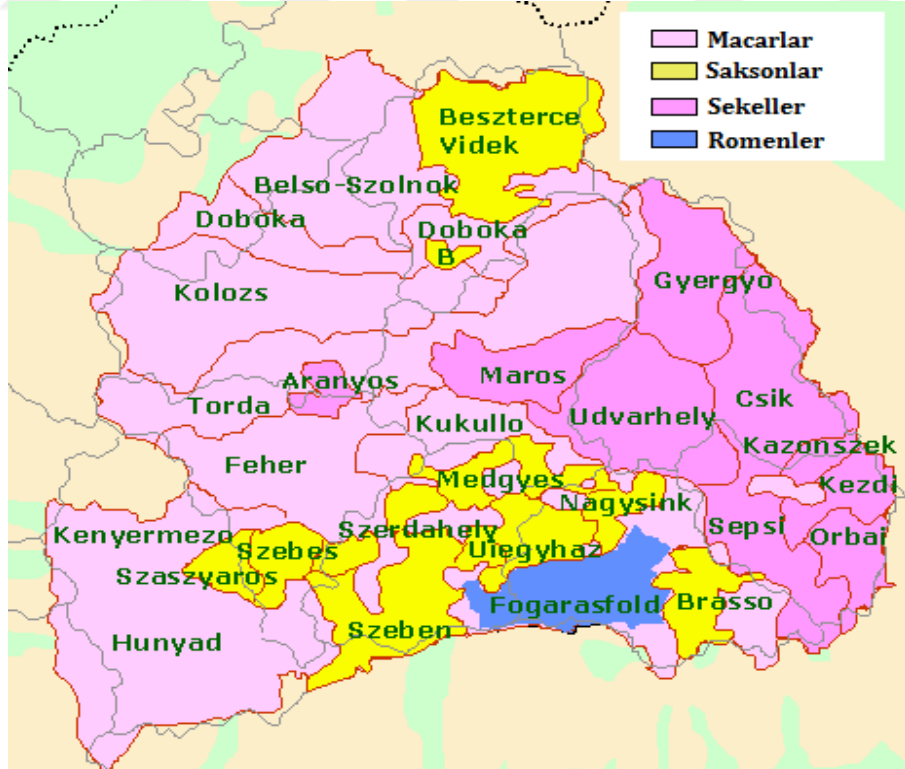 Macarlar
Saksonlar
Sekeller
Romenler
Beszterce
Videk
Belso-Szolnok
Doboka
Doboka
B
Kolozs
Gyergyo
Aranyos
Maros
Torda
Kukullo
Udvarhely
Csik
Kazonszek
Feher
Medgyes
Nagysink
Kezdi
Kenyermezo
Szebes
Szerdahely
Uiegyhaz
Sepsi
Orbai
Szaszvaros
Fogarasfold
Brasso
Hunyad
Szeben